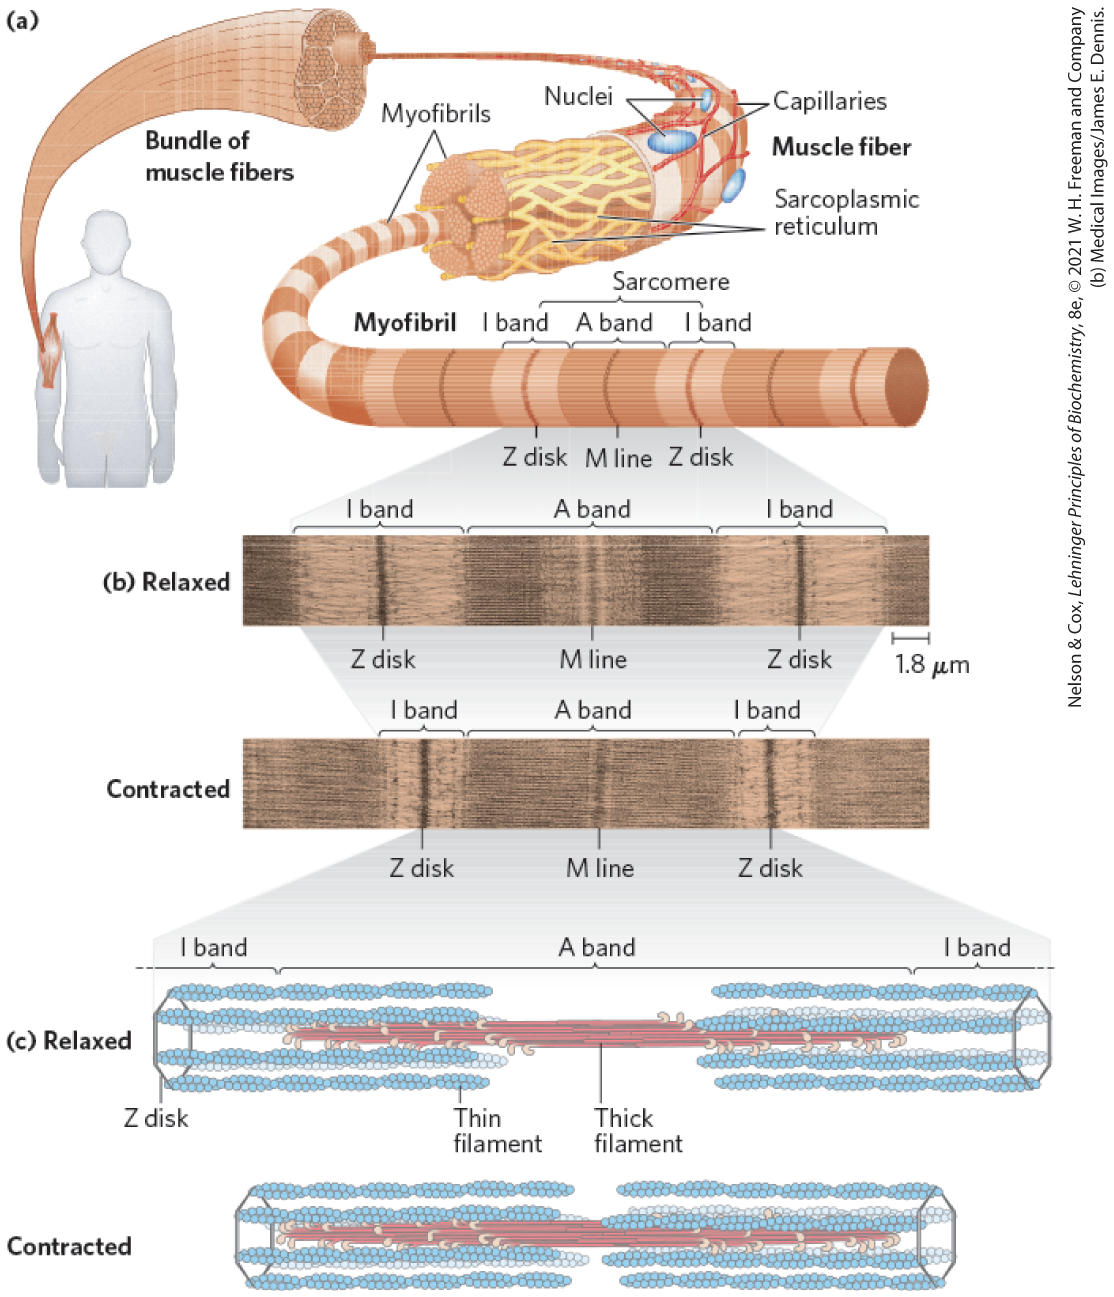 (a)
Bundle of
muscle fibers
Myofibrils
Nuclei
Capillaries
Muscle fiber
Sarcoplasmic
reticulum
Sarcomere
Myofibril
I band
A band
I band
Z disk
M line
Z disk
I band
A band
I band
(b) Relaxed
Z disk
M line
Z disk
1.8 μm
I band
A band
I band
Contracted
Z disk
M line
Z disk
I band
A band
I band
(c) Relaxed
Z disk
Thin
filament
Thick
filament
Contracted
Nelson & Cox, Lehninger Principles of Biochemistry, 8e, © 2021 W. H. Freeman and Company
(b) Medical Images/James E. Dennis.